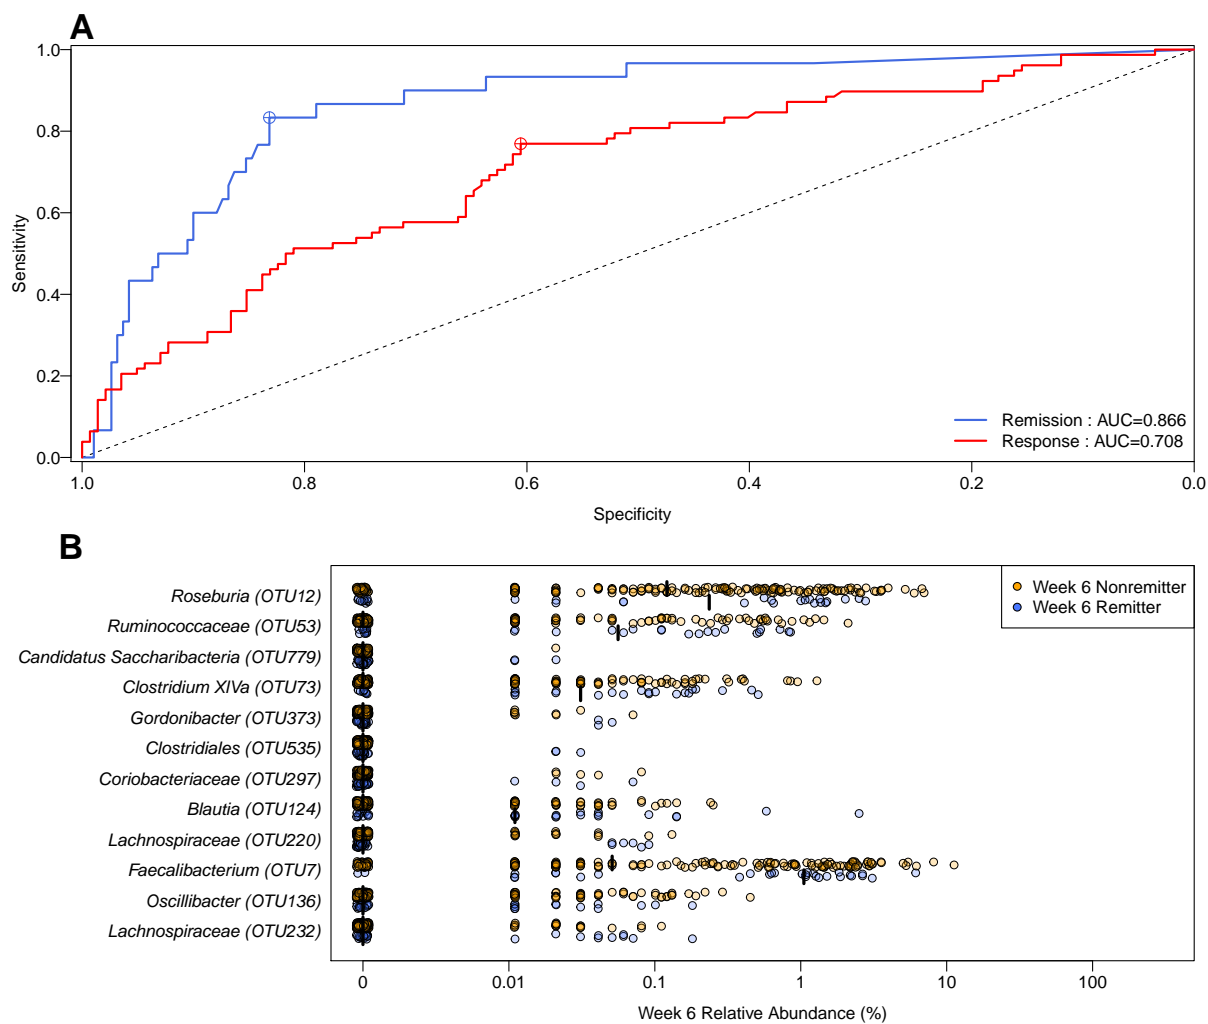 A
1.0
0.8
0.6
0.4
0.2
0.0
Sensitivity
Remission : AUC=0.866
Response : AUC=0.708
1.0
0.8
0.6
0.4
0.2
0.0
Specificity
B
Week 6 Nonremitter
Week 6 Remitter
Roseburia (OTU12)
Ruminococcaceae (OTU53)
Candidatus Saccharibacteria (OTU779)
Clostridium XIVa (OTU73)
Gordonibacter (OTU373)
Clostridiales (OTU535)
Coriobacteriaceae (OTU297)
Blautia (OTU124)
Lachnospiraceae (OTU220)
Faecalibacterium (OTU7)
Oscillibacter (OTU136)
Lachnospiraceae (OTU232)
0
0.01
0.1
1
10
100
Week 6 Relative Abundance (%)